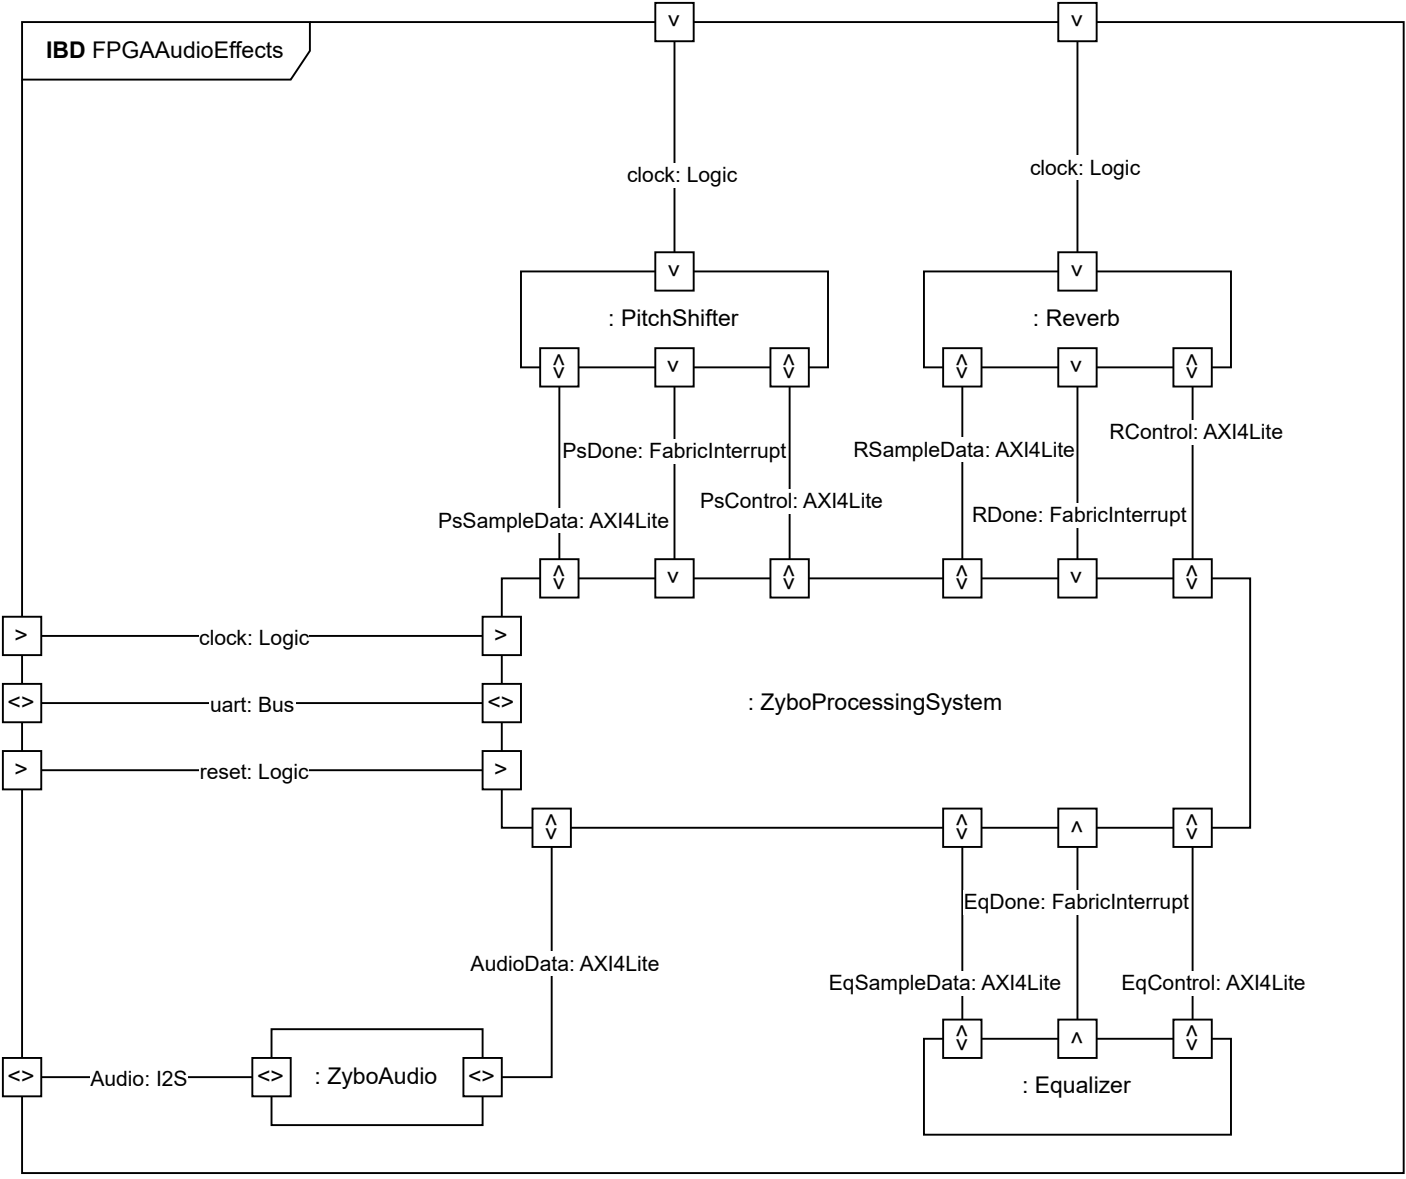 IBD FPGAAudioEffects
v
v
clock: Logic
clock: Logic
v
v
: PitchShifter
: Reverb
<> v <>
<> v <>
RControl: AXI4Lite
PsDone: FabricInterrupt
RSampleData: AXI4Lite
PsControl: AXI4Lite
RDone: FabricInterrupt
PsSampleData: AXI4Lite
<> v <> <> v <>
> clock: Logic >
<> uart: Bus <>
: ZyboProcessingSystem
> reset: Logic >
<> <> > <>
EqDone: FabricInterrupt
AudioData: AXI4Lite
EqSampleData: AXI4Lite
EqControl: AXI4Lite
<> > <>
<> Audio: I2S <> : ZyboAudio <>
: Equalizer